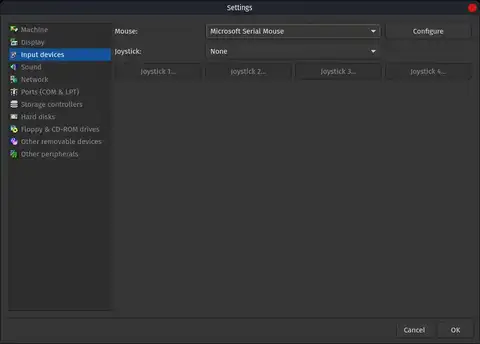 Settings
Machine
Display
Input devices
Sound
Network
Ports (COM & LPT)
Storage controllers
Hard disks
Floppy & CD-ROM drives
Other removable devices
Other peripherals
Mouse: Microsoft Serial Mouse Configure
Joystick: None
Joystick 1... Joystick 2... Joystick 3... Joystick 4...
Cancel OK